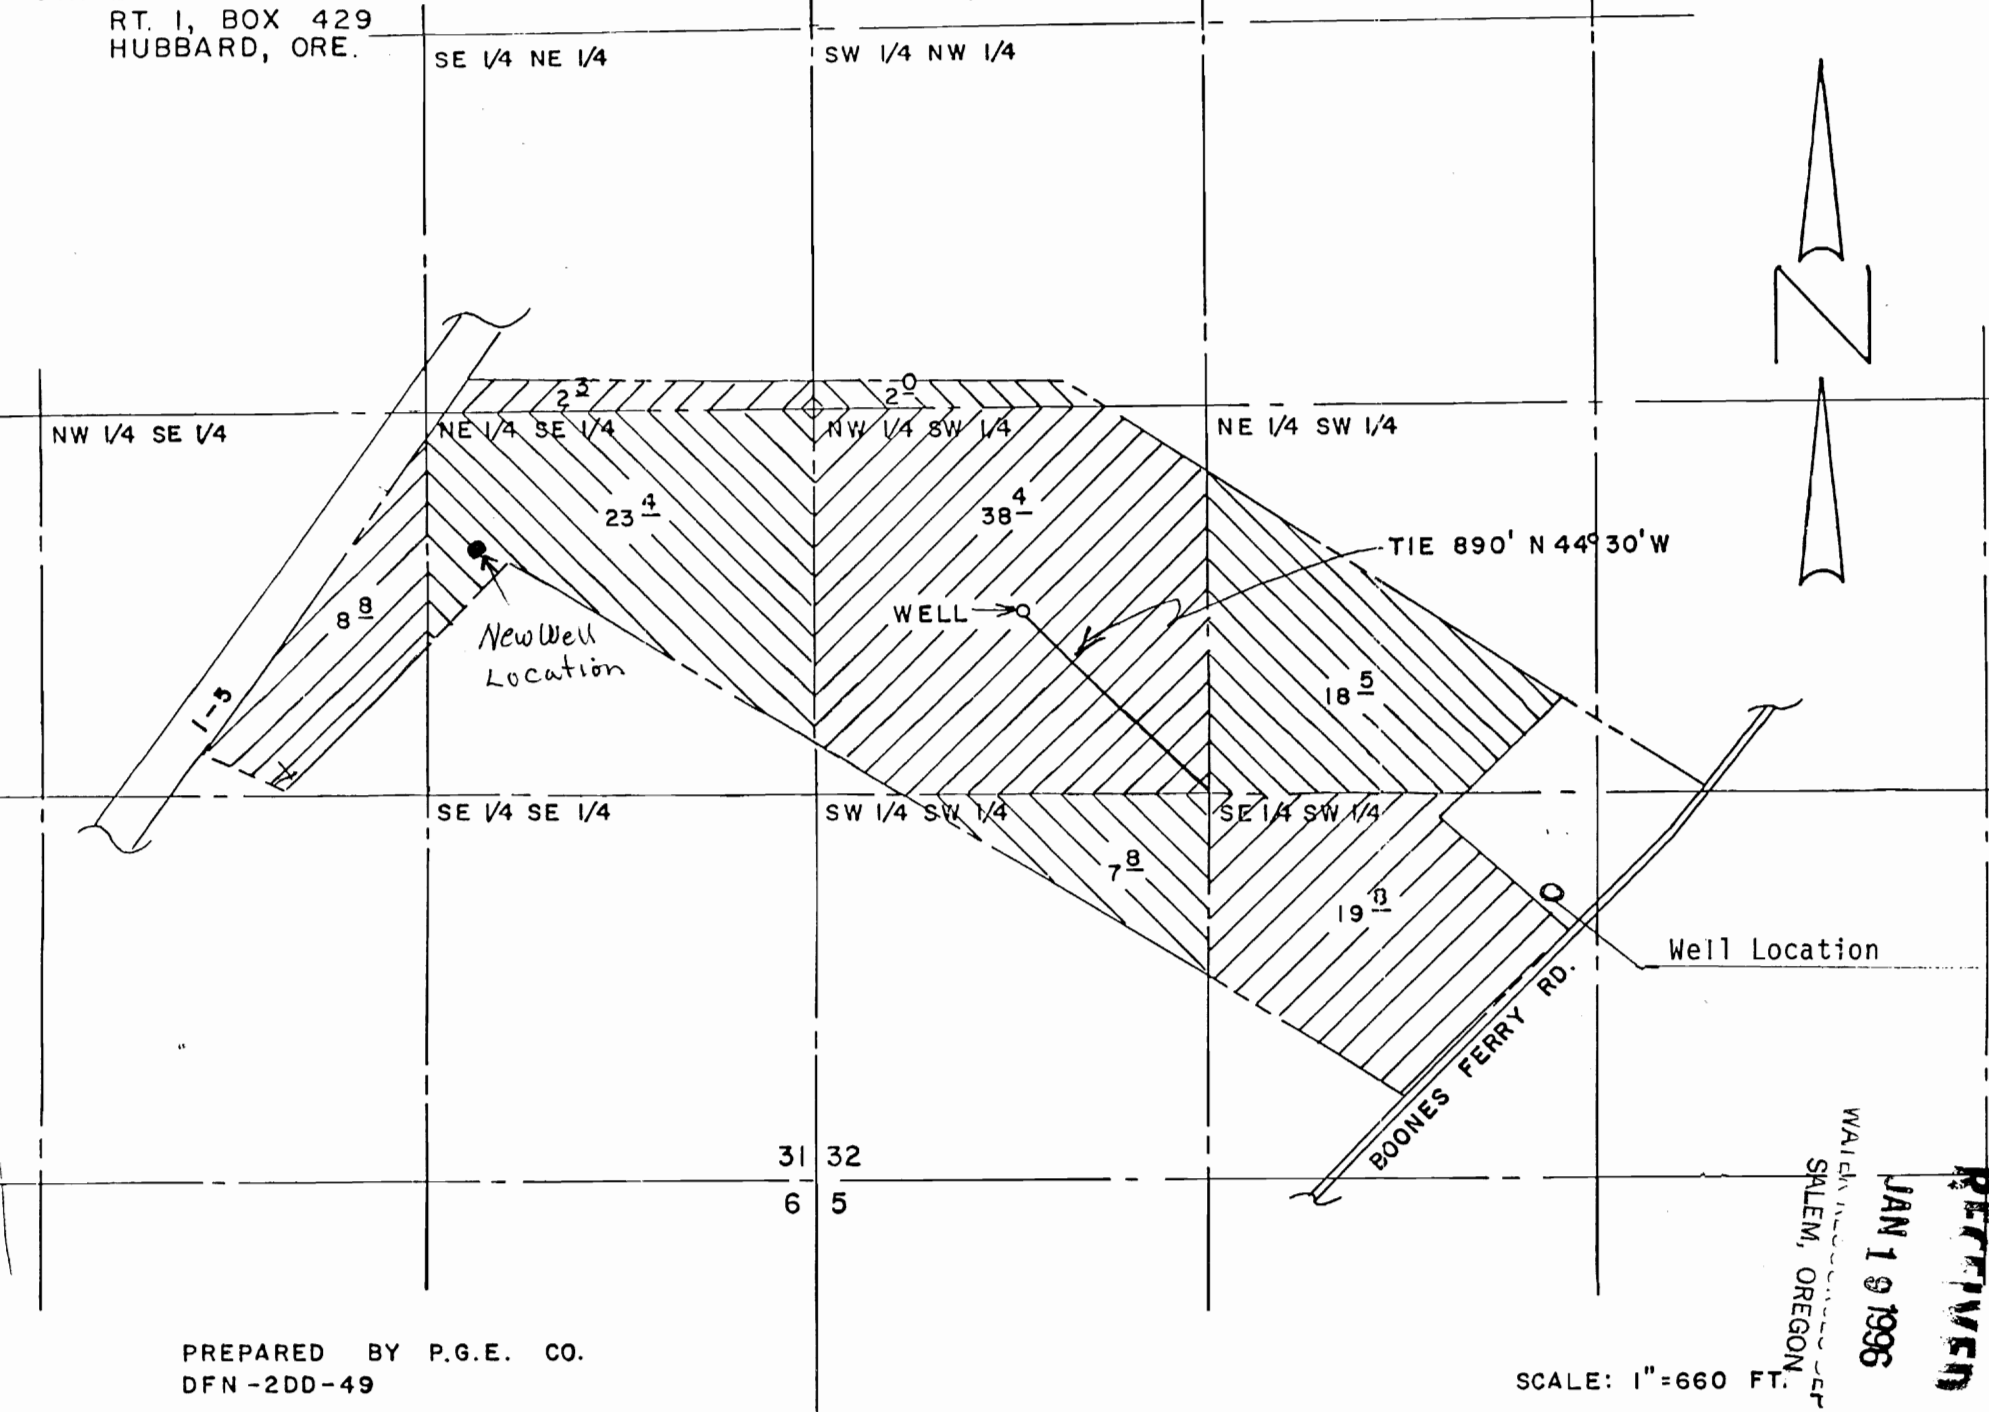 RT. 1, BOX 429
HUBBARD, ORE.
SE 1/4 NE 1/4
SW 1/4 NW 1/4
N
2 3
2 0
NW 1/4 SE 1/4
NE 1/4 SE 1/4
NW 1/4 SW 1/4
NE 1/4 SW 1/4
23 4
38 4
TIE 890' N 44° 30' W
8 8
WELL
New Well
Location
18 5
I-5
SE 1/4 SE 1/4
SW 1/4 SW 1/4
SE 1/4 SW 1/4
7 8
19 8
Well Location
BOONES FERRY RD.
31 32
6 5
RECEIVED
JAN 19 1996
WATER
SALEM, OREGON
PREPARED BY P.G.E. CO.
DFN-2DD-49
SCALE: 1"=660 FT.